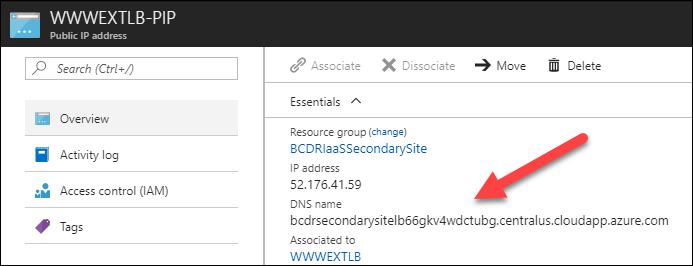 WWWEXTLB-PIP
Public IP address
Search (Ctrl+/)
Overview
Activity log
Access control (IAM)
Tags
Associate Dissociate Move Delete
Essentials
Resource group (change)
BCDRIaaSSecondarySite
IP address
52.176.41.59
DNS name
bcdrsecondarysitelb66gkv4wdctubg.centralus.cloudapp.azure.com
Associated to
WWWEXTLB